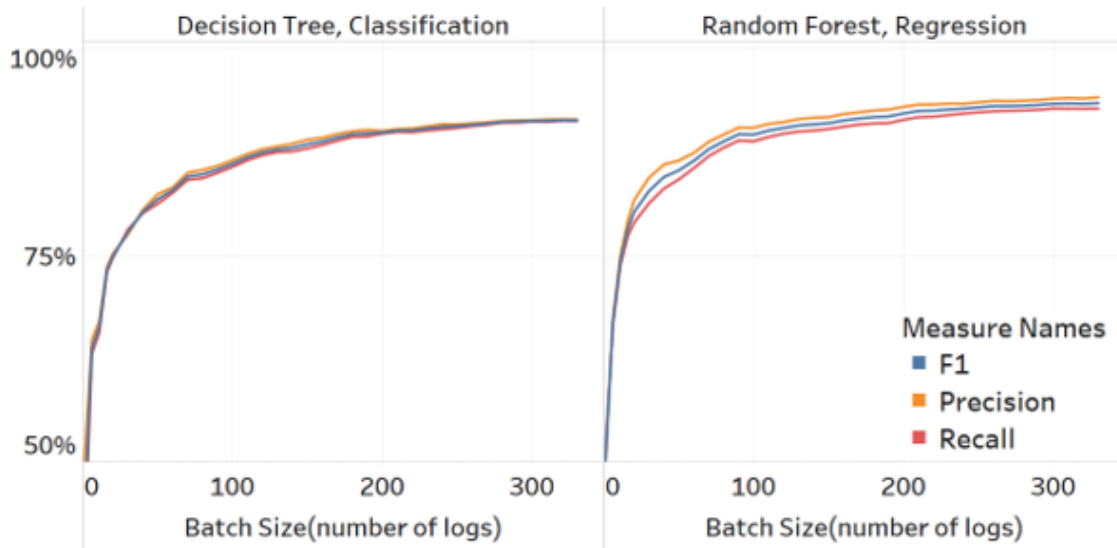 Decision Tree, Classification
Random Forest, Regression
100%
75%
50%
0 100 200 300
0 100 200 300
Batch Size(number of logs)
Batch Size(number of logs)
Measure Names
F1
Precision
Recall